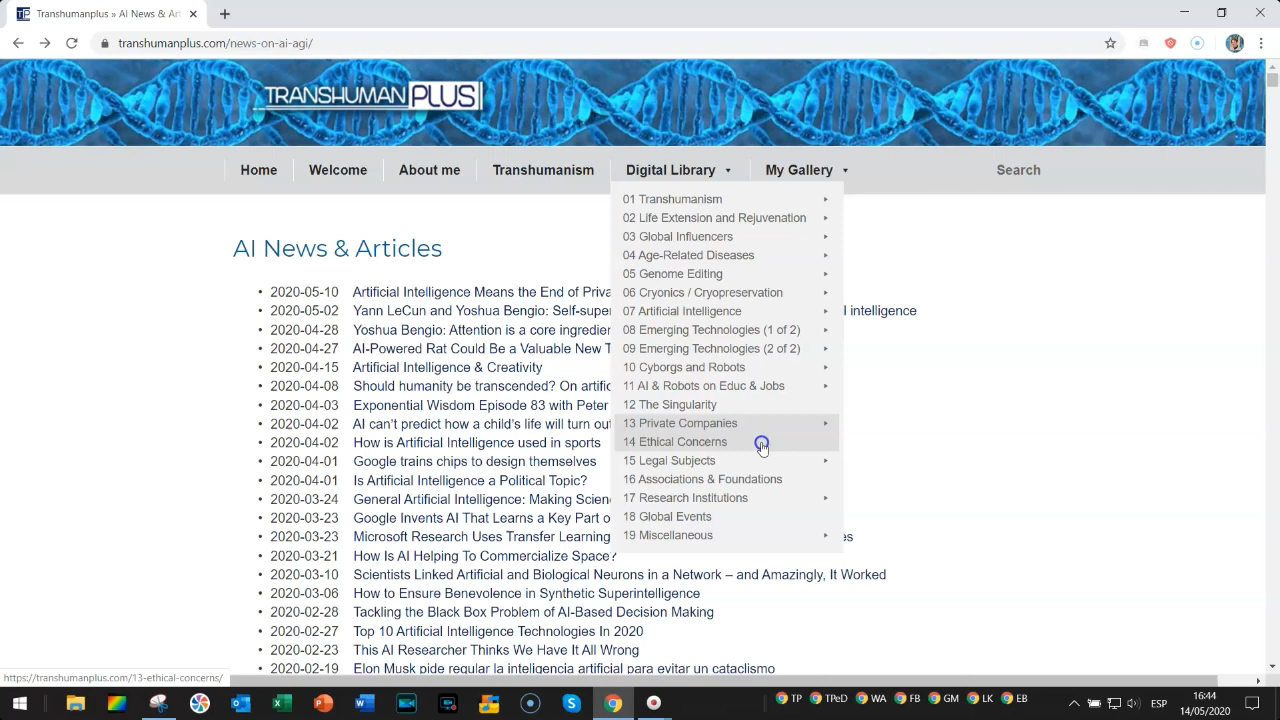 Transhumanplus » AI News & Art
transhumanplus.com/news-on-ai-agi/
TRANSHUMANPLUS
Home Welcome About me Transhumanism Digital Library My Gallery Search
01 Transhumanism
02 Life Extension and Rejuvenation
03 Global Influencers
04 Age-Related Diseases
05 Genome Editing
06 Cryonics / Cryopreservation
07 Artificial Intelligence
08 Emerging Technologies (1 of 2)
09 Emerging Technologies (2 of 2)
10 Cyborgs and Robots
11 AI & Robots on Educ & Jobs
12 The Singularity
13 Private Companies
14 Ethical Concerns
15 Legal Subjects
16 Associations & Foundations
17 Research Institutions
18 Global Events
19 Miscellaneous
AI News & Articles
• 2020-05-10 Artificial Intelligence Means the End of Priva
• 2020-05-02 Yann LeCun and Yoshua Bengio: Self-super l intelligence
• 2020-04-28 Yoshua Bengio: Attention is a core ingredien
• 2020-04-27 AI-Powered Rat Could Be a Valuable New T
• 2020-04-15 Artificial Intelligence & Creativity
• 2020-04-08 Should humanity be transcended? On artific
• 2020-04-03 Exponential Wisdom Episode 83 with Peter
• 2020-04-02 AI can't predict how a child's life will turn out
• 2020-04-02 How is Artificial Intelligence used in sports
• 2020-04-01 Google trains chips to design themselves
• 2020-04-01 Is Artificial Intelligence a Political Topic?
• 2020-03-24 General Artificial Intelligence: Making Scien
• 2020-03-23 Google Invents AI That Learns a Key Part o
• 2020-03-23 Microsoft Research Uses Transfer Learning es
• 2020-03-21 How Is AI Helping To Commercialize Space?
• 2020-03-10 Scientists Linked Artificial and Biological Neurons in a Network – and Amazingly, It Worked
• 2020-03-06 How to Ensure Benevolence in Synthetic Superintelligence
• 2020-02-28 Tackling the Black Box Problem of AI-Based Decision Making
• 2020-02-27 Top 10 Artificial Intelligence Technologies In 2020
• 2020-02-23 This AI Researcher Thinks We Have It All Wrong
• 2020-02-19 Elon Musk pide regular la inteligencia artificial para evitar un cataclismo
https://transhumanplus.com/13-ethical-concerns/
TP TPeD WA FB GM LK EB
ESP
16:44
14/05/2020